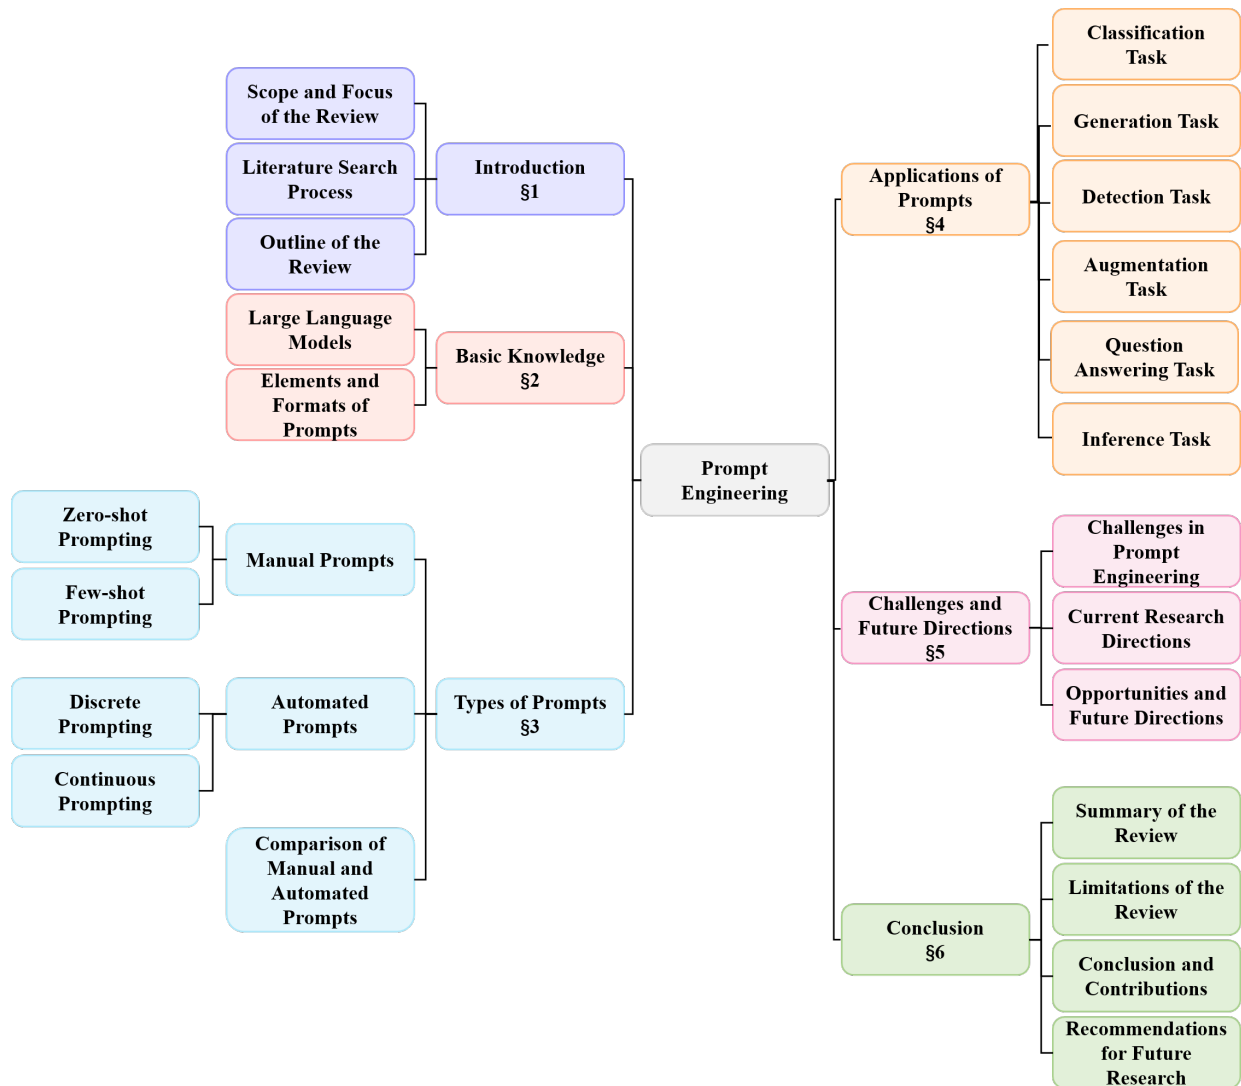 Scope and Focus
of the Review
Literature Search
Process
Outline of the
Review
Introduction
§1
Large Language
Models
Elements and
Formats of
Prompts
Basic Knowledge
§2
Zero-shot
Prompting
Few-shot
Prompting
Manual Prompts
Discrete
Prompting
Continuous
Prompting
Automated
Prompts
Comparison of
Manual and
Automated
Prompts
Types of Prompts
§3
Prompt
Engineering
Applications of
Prompts
§4
Classification
Task
Generation Task
Detection Task
Augmentation
Task
Question
Answering Task
Inference Task
Challenges and
Future Directions
§5
Challenges in
Prompt
Engineering
Current Research
Directions
Opportunities and
Future Directions
Conclusion
§6
Summary of the
Review
Limitations of the
Review
Conclusion and
Contributions
Recommendations
for Future
Research